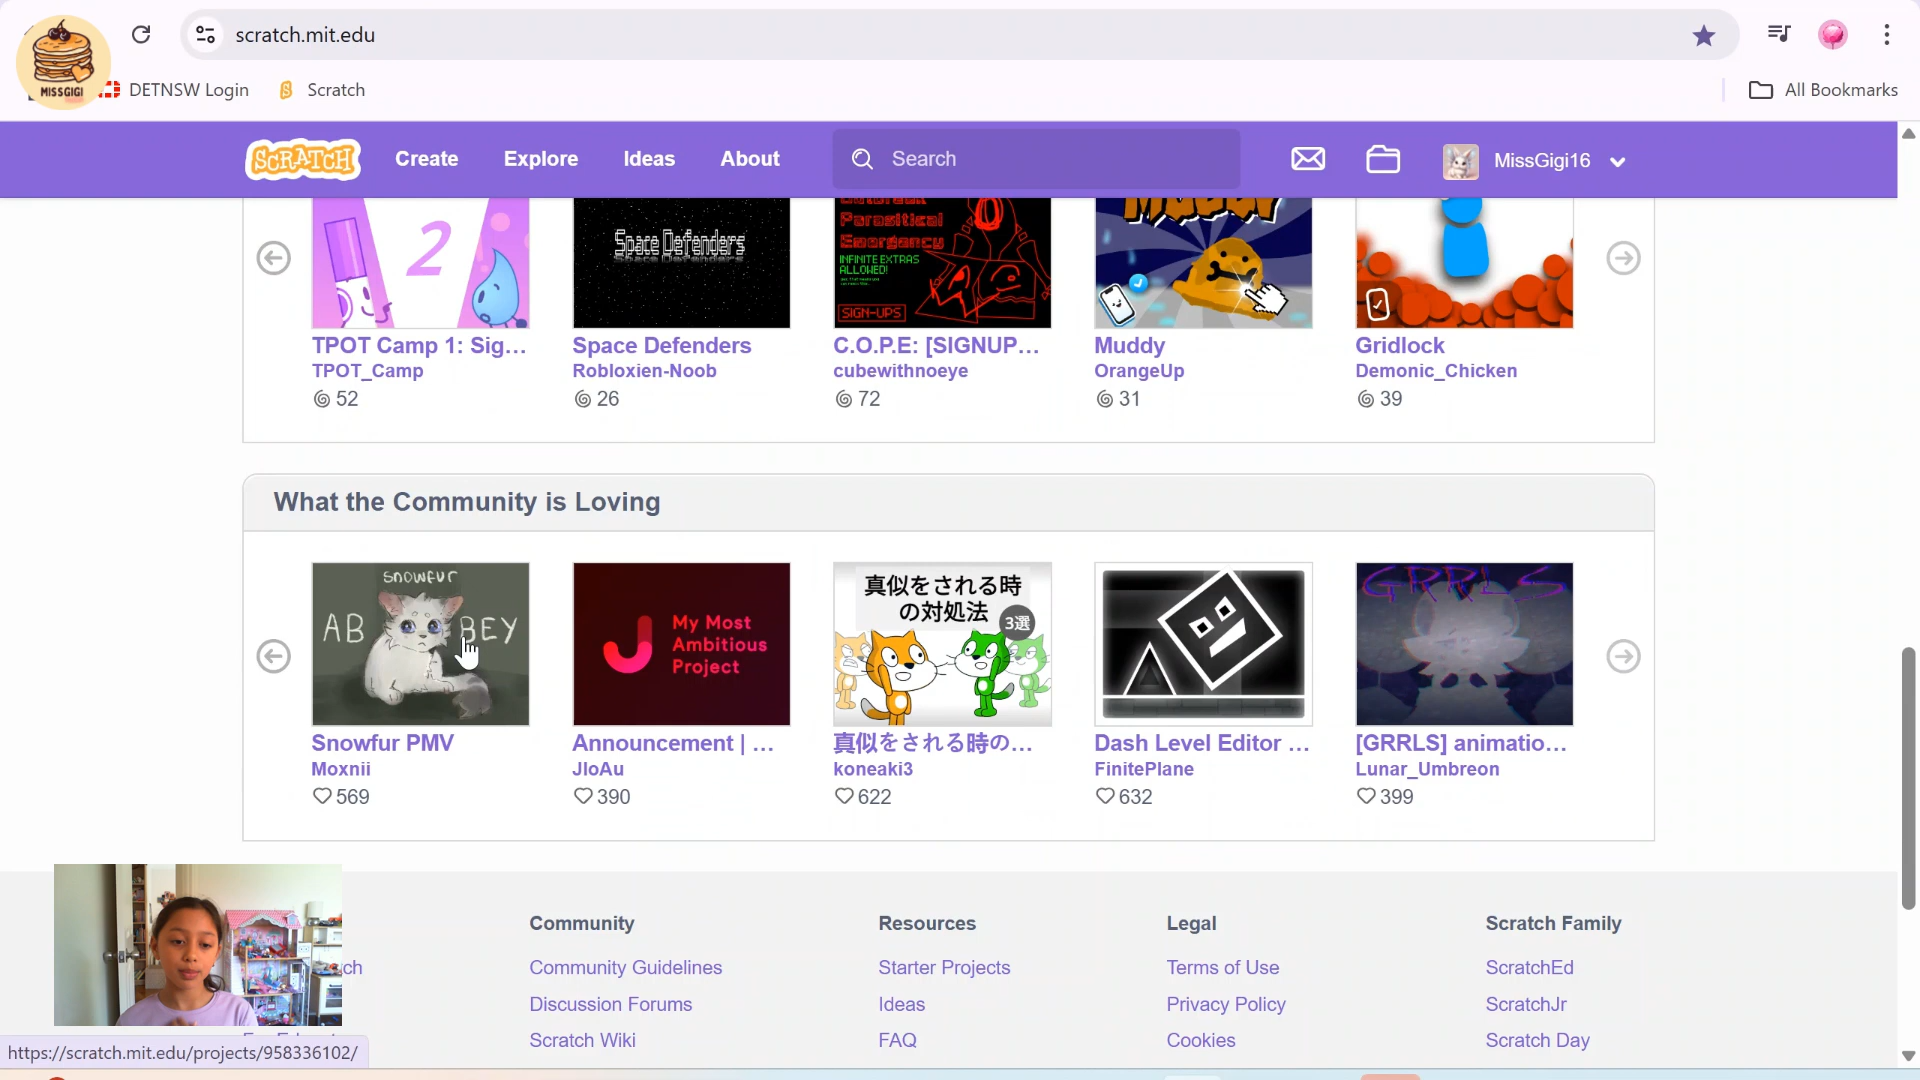 scratch.mit.edu
MISSGIGI
DETNSW Login
Scratch
All Bookmarks
SCRATCH
Create
Explore
Ideas
About
Search
MissGigi16
2
Space Defenders
Parasitical
Emergancy
INFINITE EXTRAS
ALLOWED!
SIGN-UPS
TPOT Camp 1: Sig...
Space Defenders
C.O.P.E: [SIGNUP...
Muddy
Gridlock
TPOT_Camp
Robloxien-Noob
cubewithnoeye
OrangeUp
Demonic_Chicken
52
26
72
31
39
What the Community is Loving
SNOWFUR
AB BEY
My Most
Ambitious
Project
真似をされる時
の対処法
3選
GRRLS
Snowfur PMV
Announcement | ...
真似をされる時の...
Dash Level Editor ...
[GRRLS] animatio...
Moxnii
JloAu
koneaki3
FinitePlane
Lunar_Umbreon
569
390
622
632
399
Community
Resources
Legal
Scratch Family
Community Guidelines
Starter Projects
Terms of Use
ScratchEd
Discussion Forums
Ideas
Privacy Policy
ScratchJr
Scratch Wiki
FAQ
Cookies
Scratch Day
https://scratch.mit.edu/projects/958336102/